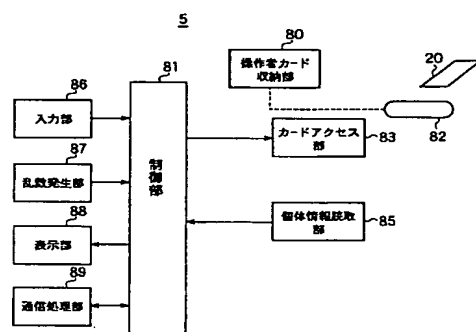 5
80
操作者カード
収納部
20
82
81
制御部
86
入力部
87
乱数発生部
88
表示部
89
通信処理部
カードアクセス
部
83
個体情報読取
部
85